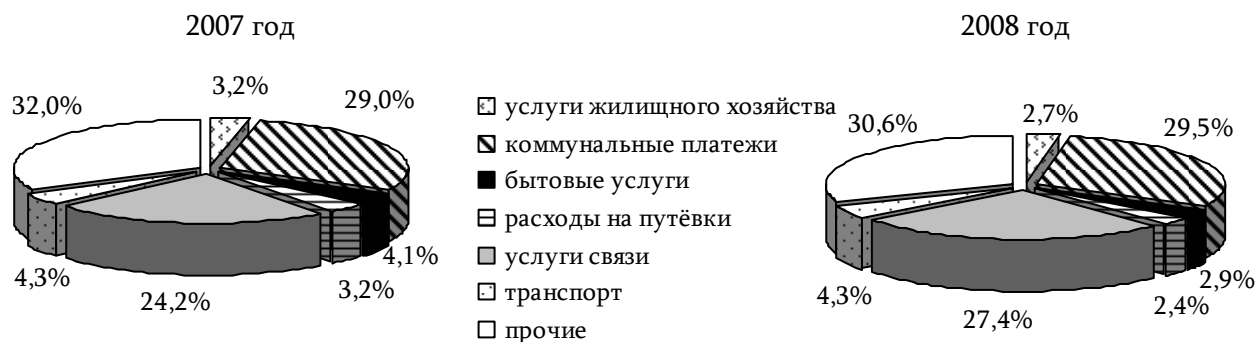 2007 год
3,2%
32,0%
29,0%
4,1%
4,3%
3,2%
24,2%
услуги жилищного хозяйства
коммунальные платежи
бытовые услуги
расходы на путёвки
услуги связи
транспорт
прочие
2008 год
2,7%
30,6%
29,5%
2,9%
4,3%
2,4%
27,4%